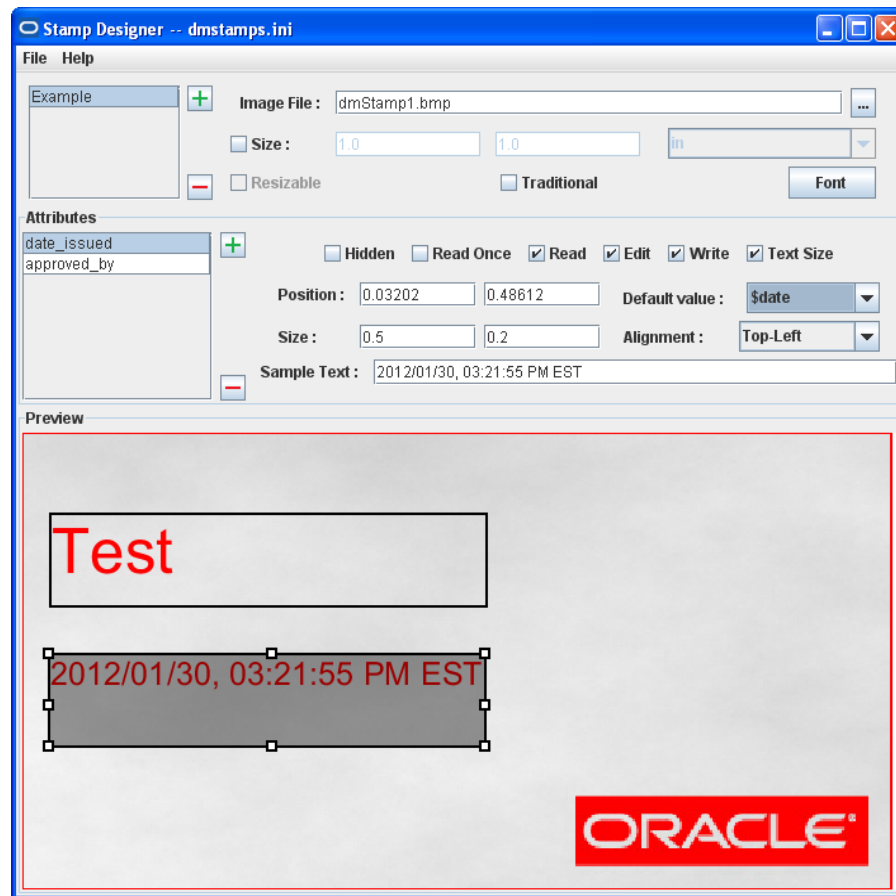 Stamp Designer -- dmstamps.ini
File Help
Example
Image File : dmStamp1.bmp ...
Size : 1.0 1.0 in
Resizable Traditional Font
Attributes
date_issued
approved_by
Hidden Read Once Read Edit Write Text Size
Position : 0.03202 0.48612 Default value : $date
Size : 0.5 0.2 Alignment : Top-Left
Sample Text : 2012/01/30, 03:21:55 PM EST
Preview
Test
2012/01/30, 03:21:55 PM EST
ORACLE